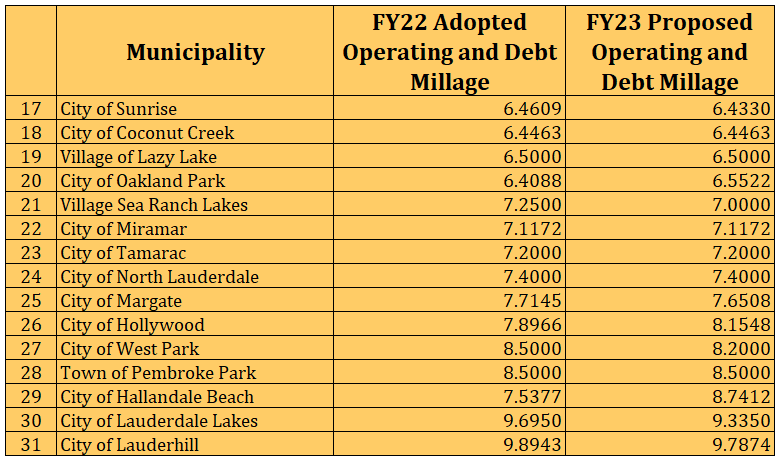 Municipality FY22 Adopted Operating and Debt Millage FY23 Proposed Operating and Debt Millage
17 City of Sunrise 6.4609 6.4330
18 City of Coconut Creek 6.4463 6.4463
19 Village of Lazy Lake 6.5000 6.5000
20 City of Oakland Park 6.4088 6.5522
21 Village Sea Ranch Lakes 7.2500 7.0000
22 City of Miramar 7.1172 7.1172
23 City of Tamarac 7.2000 7.2000
24 City of North Lauderdale 7.4000 7.4000
25 City of Margate 7.7145 7.6508
26 City of Hollywood 7.8966 8.1548
27 City of West Park 8.5000 8.2000
28 Town of Pembroke Park 8.5000 8.5000
29 City of Hallandale Beach 7.5377 8.7412
30 City of Lauderdale Lakes 9.6950 9.3350
31 City of Lauderhill 9.8943 9.7874